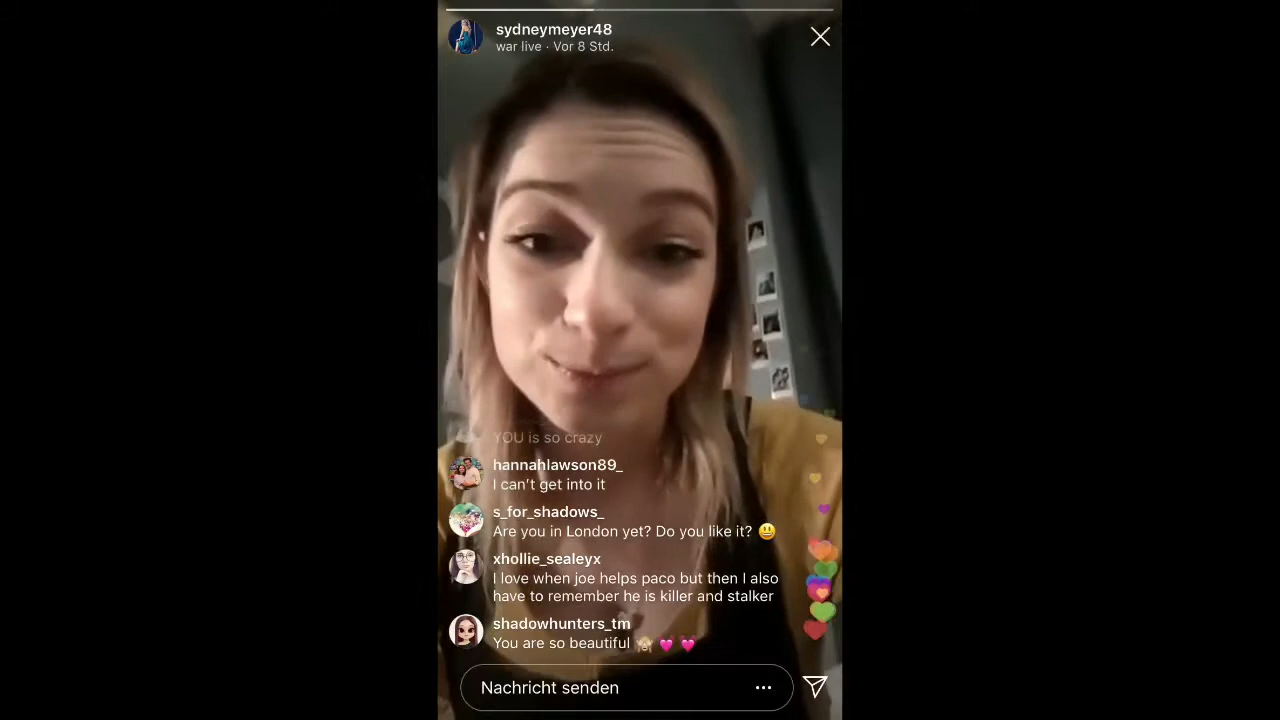 sydneymeyer48
war live · Vor 8 Std.
YOU is so crazy
hannahlawson89_
I can't get into it
s_for_shadows_
Are you in London yet? Do you like it? 😃
xhollie_sealeyx
I love when joe helps paco but then I also
have to remember he is killer and stalker
shadowhunters_tm
You are so beautiful 🙈 💓 💓
Nachricht senden